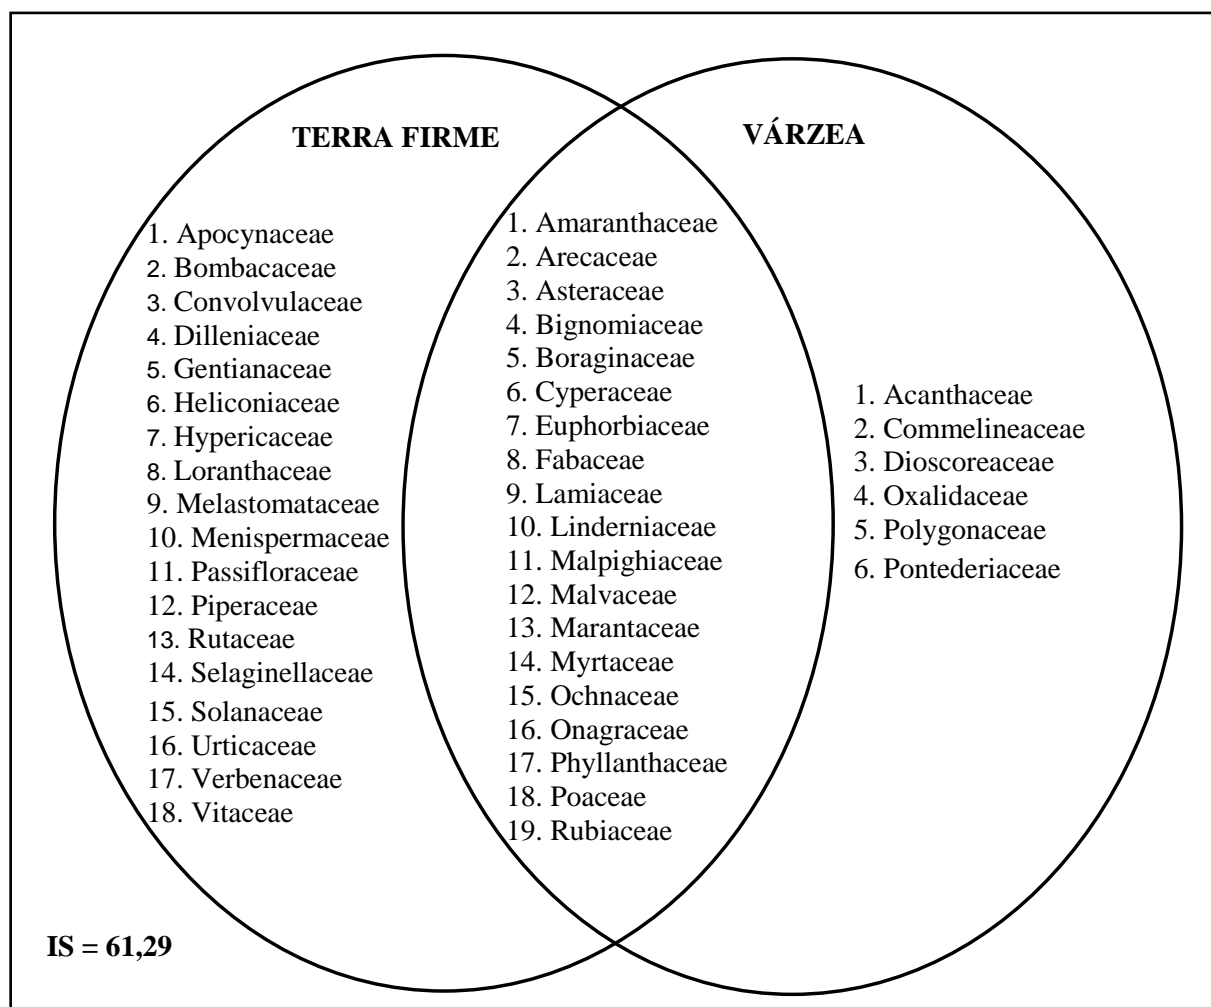 TERRA FIRME
VÁRZEA
1. Apocynaceae
2. Bombacaceae
3. Convolvulaceae
4. Dilleniaceae
5. Gentianaceae
6. Heliconiaceae
7. Hypericaceae
8. Loranthaceae
9. Melastomataceae
10. Menispermaceae
11. Passifloraceae
12. Piperaceae
13. Rutaceae
14. Selaginellaceae
15. Solanaceae
16. Urticaceae
17. Verbenaceae
18. Vitaceae
1. Amaranthaceae
2. Arecaceae
3. Asteraceae
4. Bignomiaceae
5. Boraginaceae
6. Cyperaceae
7. Euphorbiaceae
8. Fabaceae
9. Lamiaceae
10. Linderniaceae
11. Malpighiaceae
12. Malvaceae
13. Marantaceae
14. Myrtaceae
15. Ochnaceae
16. Onagraceae
17. Phyllanthaceae
18. Poaceae
19. Rubiaceae
1. Acanthaceae
2. Commelineaceae
3. Dioscoreaceae
4. Oxalidaceae
5. Polygonaceae
6. Pontederiaceae
IS = 61,29